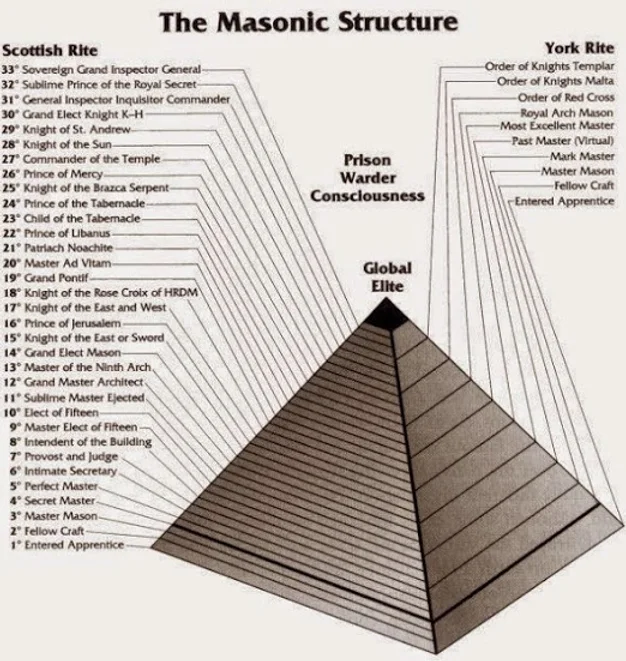 The Masonic Structure
Scottish Rite
33° Sovereign Grand Inspector General
32° Sublime Prince of the Royal Secret
31° General Inspector Inquisitor Commander
30° Grand Elect Knight K-H
29° Knight of St. Andrew
28° Knight of the Sun
27° Commander of the Temple
26° Prince of Mercy
25° Knight of the Brazca Serpent
24° Prince of the Tabernacle
23° Child of the Tabernacle
22° Prince of Libanus
21° Patriach Noachite
20° Master Ad Vitam
19° Grand Pontif
18° Knight of the Rose Croix of HRDM
17° Knight of the East and West
16° Prince of Jerusalem
15° Knight of the East or Sword
14° Grand Elect Mason
13° Master of the Ninth Arch
12° Grand Master Architect
11° Sublime Master Ejected
10° Elect of Fifteen
9° Master Elect of Fifteen
8° Intendent of the Building
7° Provost and Judge
6° Intimate Secretary
5° Perfect Master
4° Secret Master
3° Master Mason
2° Fellow Craft
1° Entered Apprentice
York Rite
Order of Knights Templar
Order of Knights Malta
Order of Red Cross
Royal Arch Mason
Most Excellent Master
Past Master (Virtual)
Mark Master
Master Mason
Fellow Craft
Entered Apprentice
Prison
Warder
Consciousness
Global
Elite